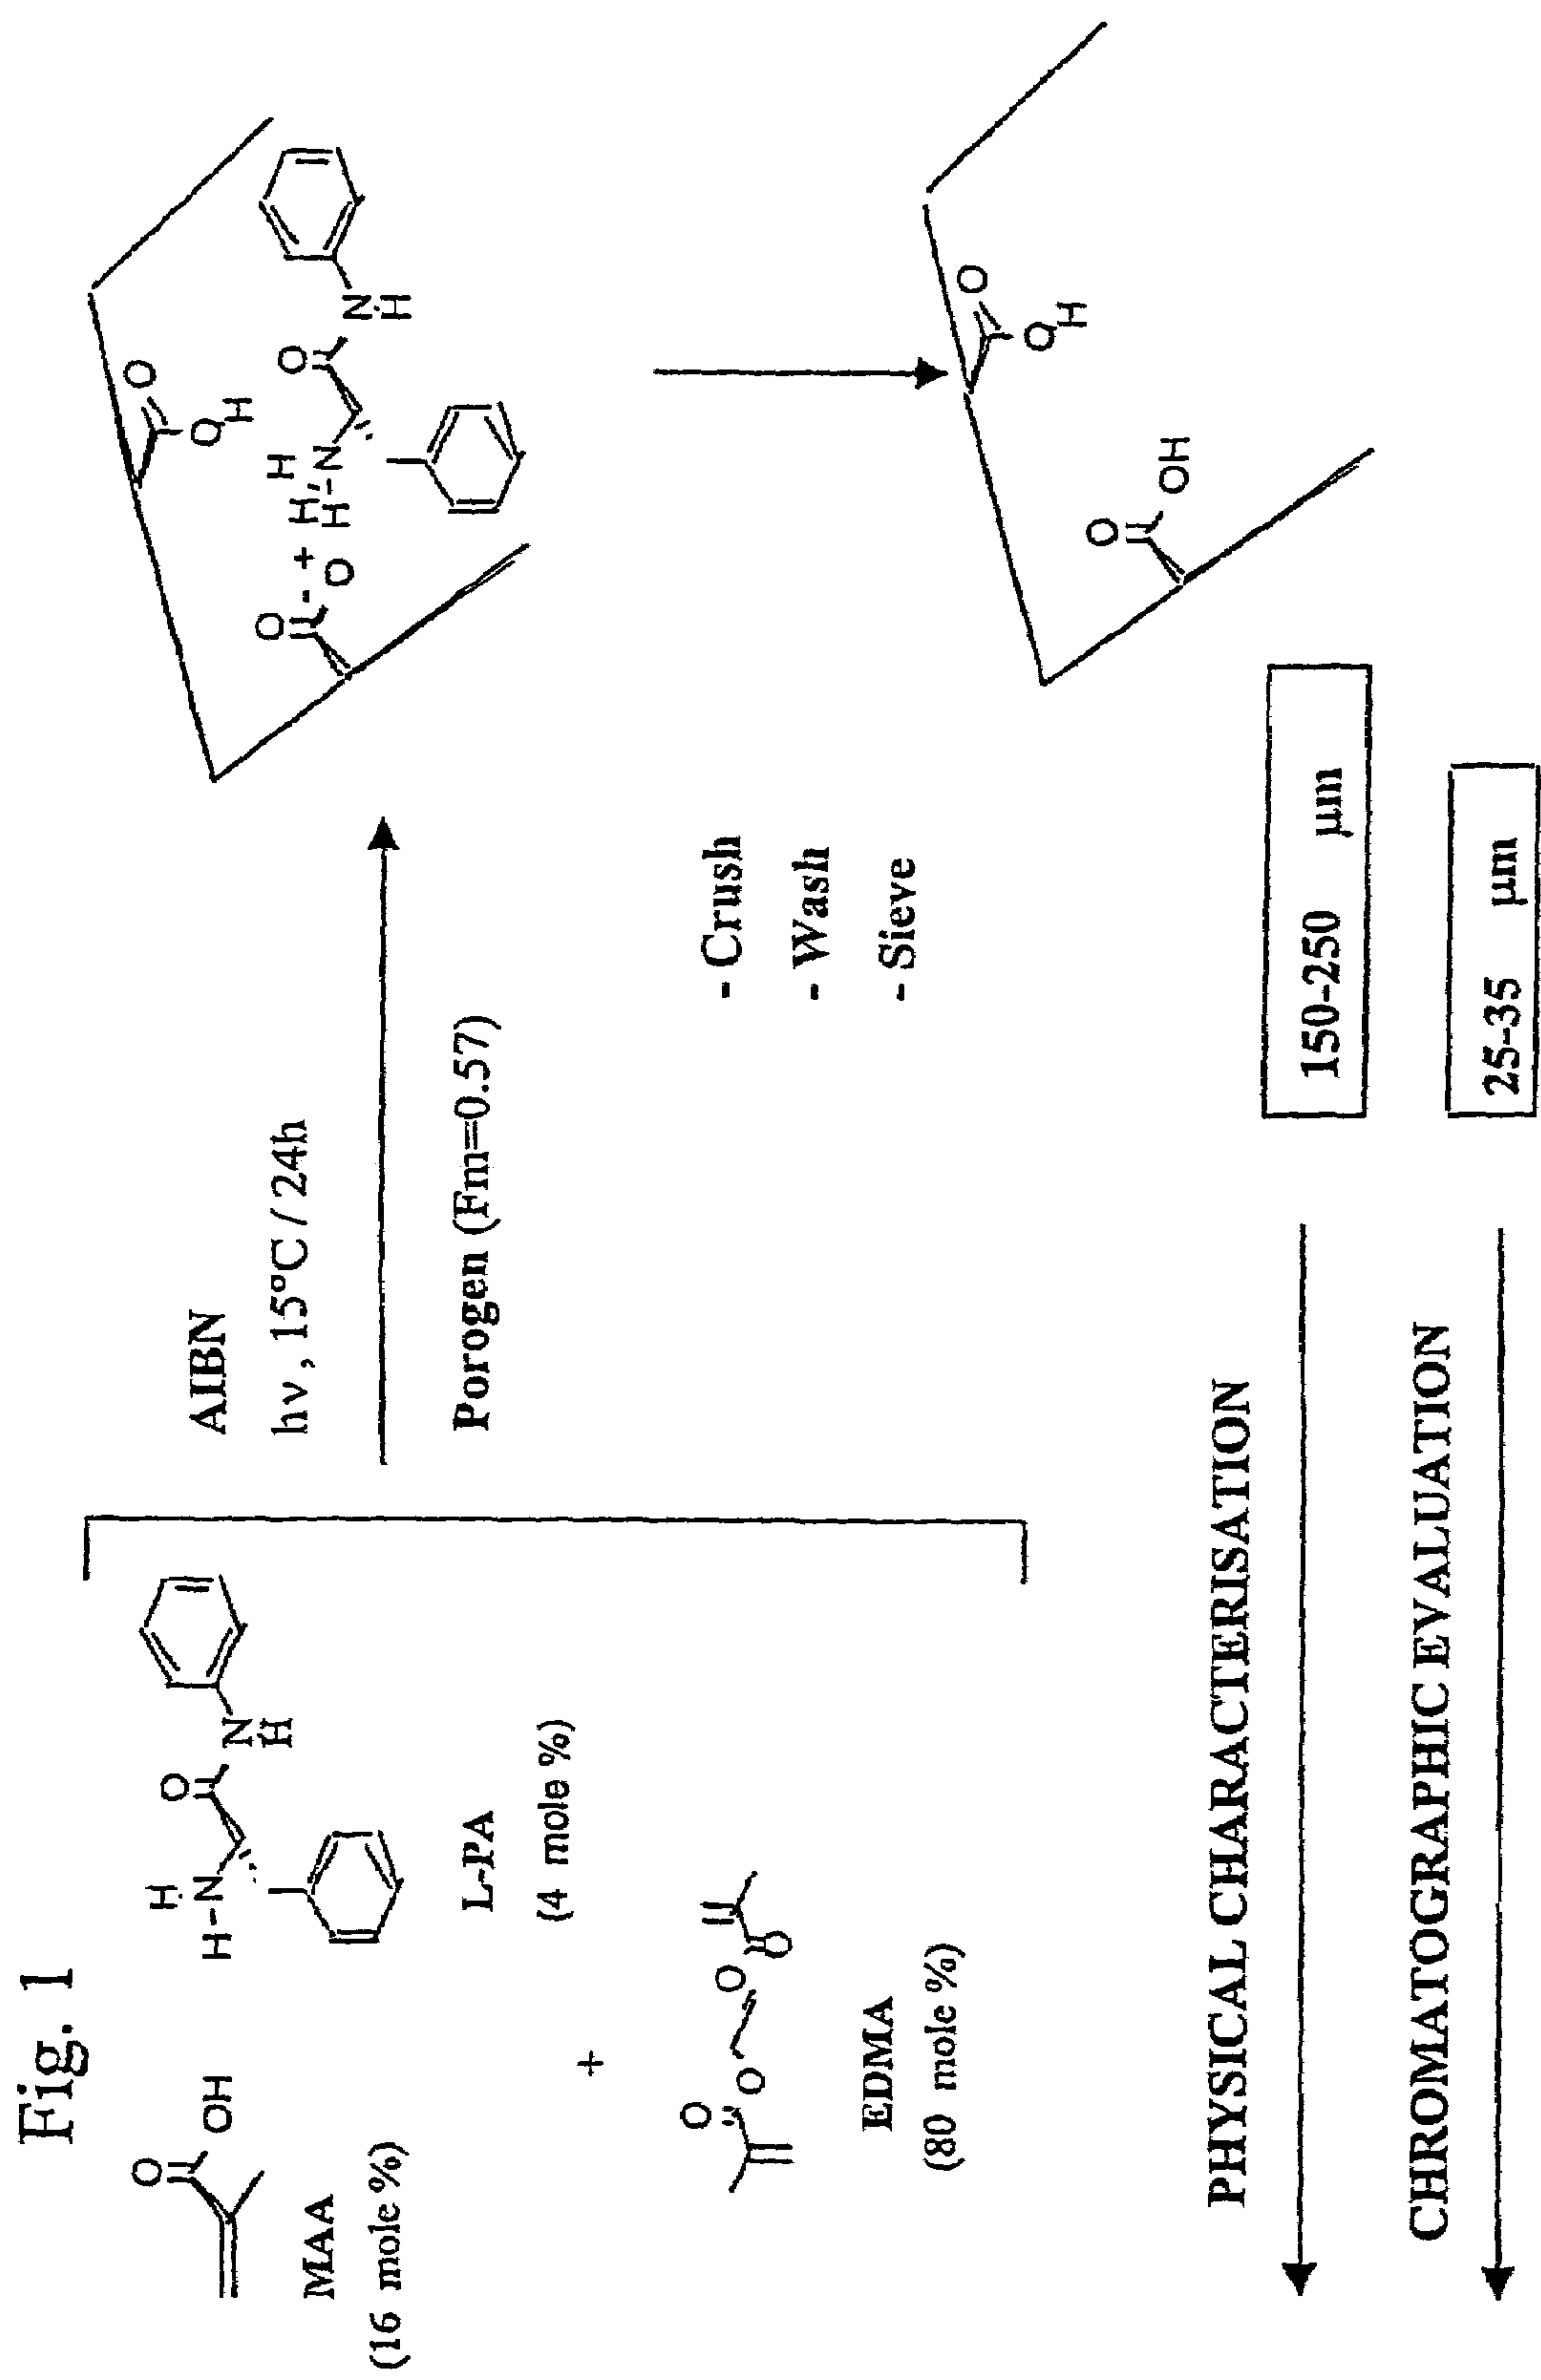 Fig. 1
MAA
(16 mole %)
L-PA
(4 mole %)
+
EDMA
(80 mole %)
AIBN
hν, 15°C / 24h
Porogen (Fm=0.57)
- Crush
- Wash
- Sieve
PHYSICAL CHARACTERISATION
150-250 µm
CHROMATOGRAPHIC EVALUATION
25-35 µm